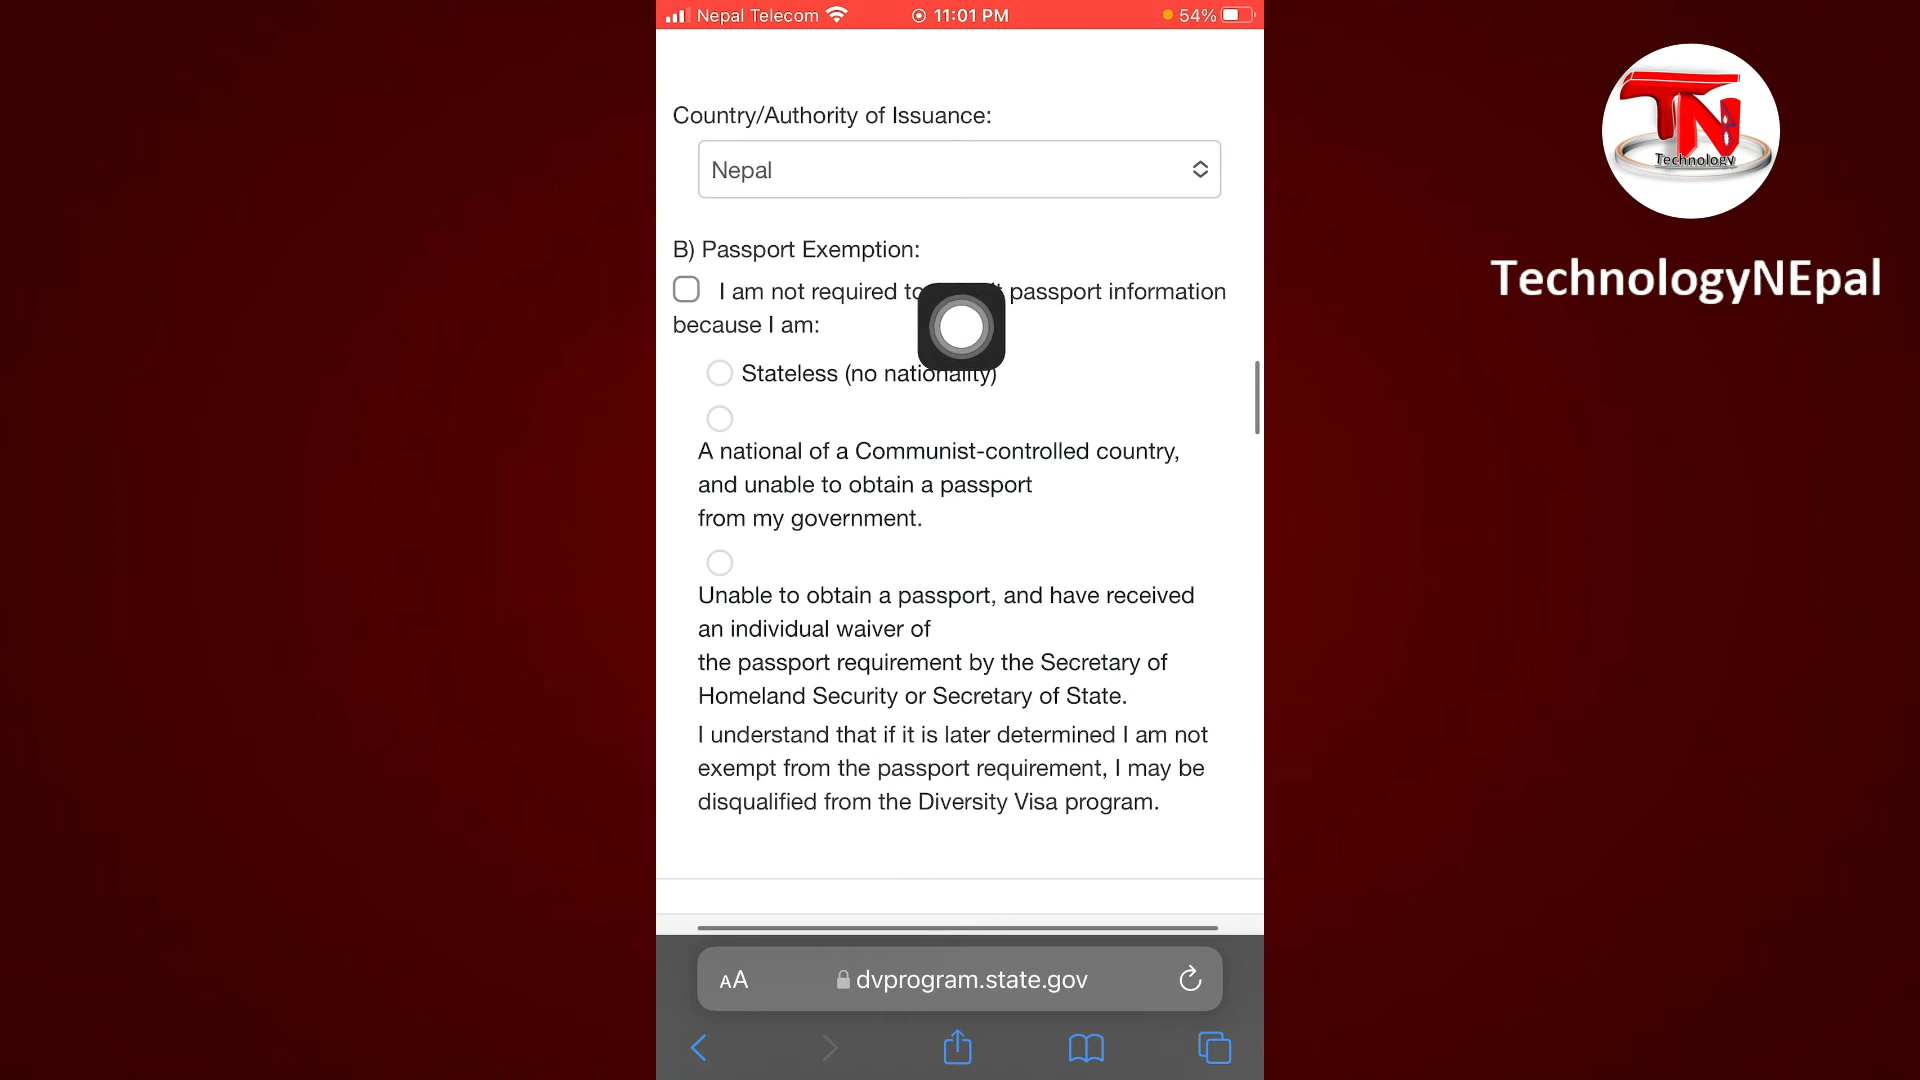 Nepal Telecom
11:01 PM
54%
Country/Authority of Issuance:
Nepal
B) Passport Exemption:
I am not required to passport information
because I am:
Stateless (no nationality)
A national of a Communist-controlled country,
and unable to obtain a passport
from my government.
Unable to obtain a passport, and have received
an individual waiver of
the passport requirement by the Secretary of
Homeland Security or Secretary of State.
I understand that if it is later determined I am not
exempt from the passport requirement, I may be
disqualified from the Diversity Visa program.
AA
dvprogram.state.gov
TN
Technology
TechnologyNEpal